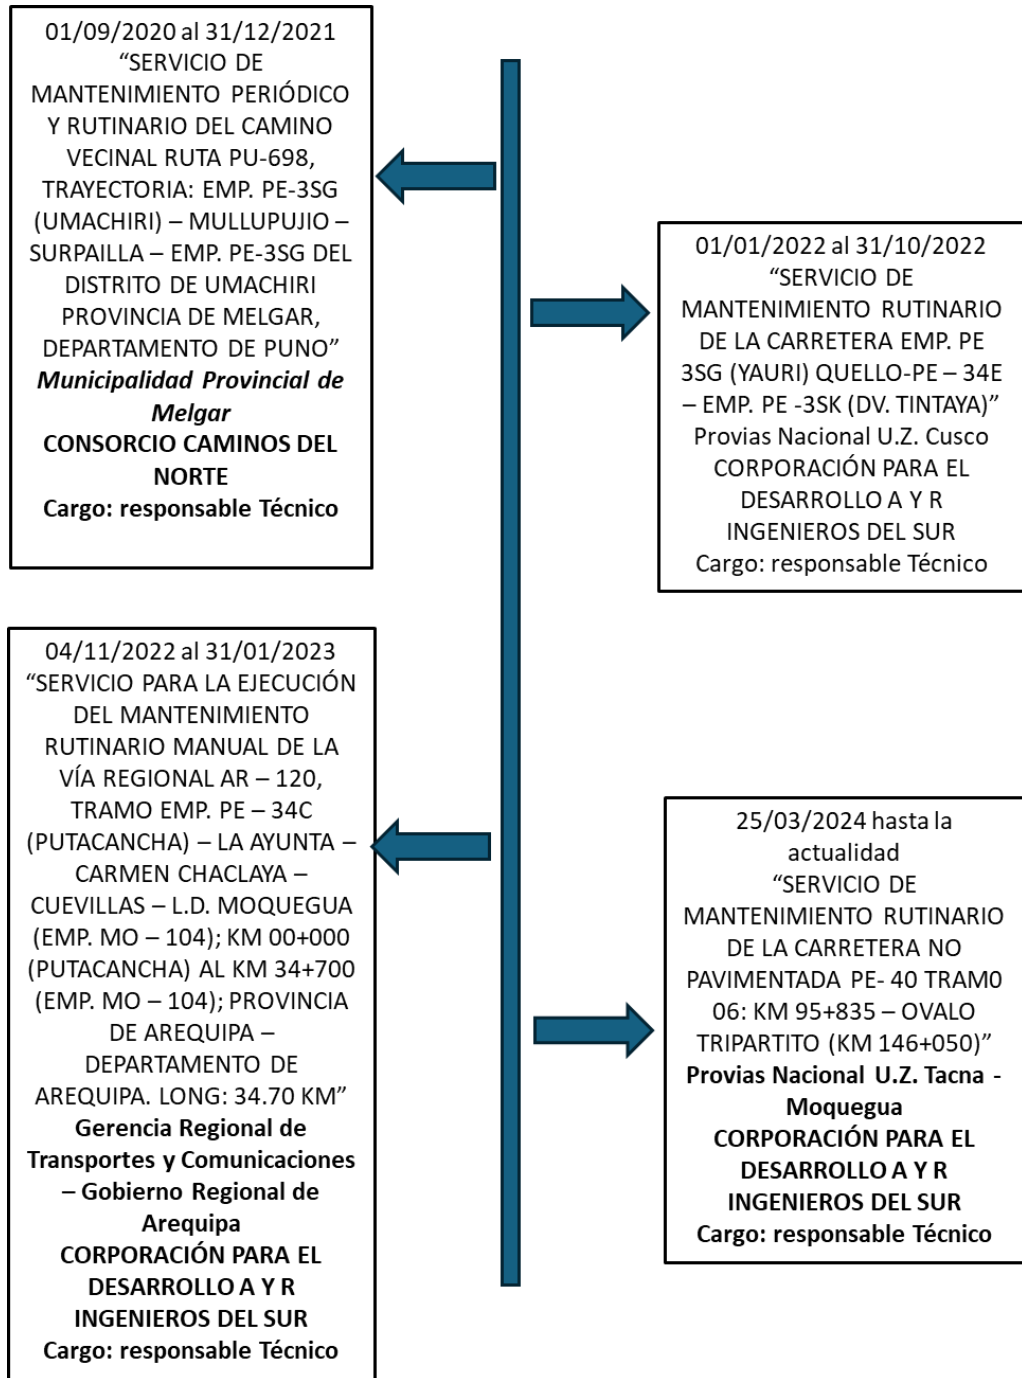 01/09/2020 al 31/12/2021
“SERVICIO DE
MANTENIMIENTO PERIÓDICO
Y RUTINARIO DEL CAMINO
VECINAL RUTA PU-698,
TRAYECTORIA: EMP. PE-3SG
(UMACHIRI) – MULLUPUJIO –
SURPAILLA – EMP. PE-3SG DEL
DISTRITO DE UMACHIRI
PROVINCIA DE MELGAR,
DEPARTAMENTO DE PUNO”
Municipalidad Provincial de
Melgar
CONSORCIO CAMINOS DEL
NORTE
Cargo: responsable Técnico
01/01/2022 al 31/10/2022
“SERVICIO DE
MANTENIMIENTO RUTINARIO
DE LA CARRETERA EMP. PE
3SG (YAURI) QUELLO-PE – 34E
– EMP. PE -3SK (DV. TINTAYA)”
Provias Nacional U.Z. Cusco
CORPORACIÓN PARA EL
DESARROLLO A Y R
INGENIEROS DEL SUR
Cargo: responsable Técnico
04/11/2022 al 31/01/2023
“SERVICIO PARA LA EJECUCIÓN
DEL MANTENIMIENTO
RUTINARIO MANUAL DE LA
VÍA REGIONAL AR – 120,
TRAMO EMP. PE – 34C
(PUTACANCHA) – LA AYUNTA –
CARMEN CHACLAYA –
CUEVILLAS – L.D. MOQUEGUA
(EMP. MO – 104); KM 00+000
(PUTACANCHA) AL KM 34+700
(EMP. MO – 104); PROVINCIA
DE AREQUIPA –
DEPARTAMENTO DE
AREQUIPA. LONG: 34.70 KM”
Gerencia Regional de
Transportes y Comunicaciones
– Gobierno Regional de
Arequipa
CORPORACIÓN PARA EL
DESARROLLO A Y R
INGENIEROS DEL SUR
Cargo: responsable Técnico
25/03/2024 hasta la
actualidad
“SERVICIO DE
MANTENIMIENTO RUTINARIO
DE LA CARRETERA NO
PAVIMENTADA PE- 40 TRAM0
06: KM 95+835 – OVALO
TRIPARTITO (KM 146+050)”
Provias Nacional U.Z. Tacna -
Moquegua
CORPORACIÓN PARA EL
DESARROLLO A Y R
INGENIEROS DEL SUR
Cargo: responsable Técnico